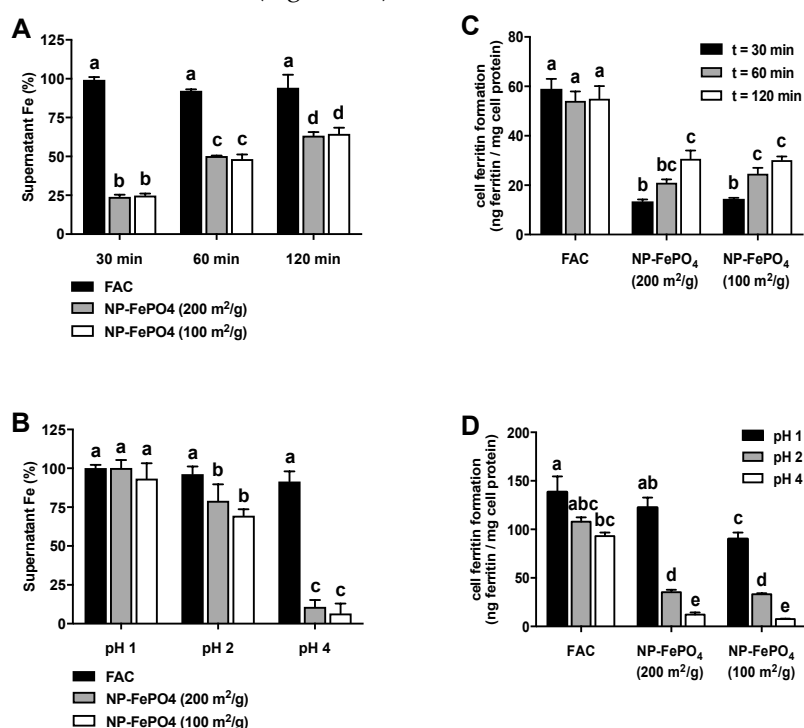 A
Supernatant Fe (%)
125
100
75
50
25
0
a
b b
a
c c
a
d d
30 min 60 min 120 min
FAC
NP-FePO4 (200 m²/g)
NP-FePO4 (100 m²/g)
C
cell ferritin formation
(ng ferritin / mg cell protein)
80
60
40
20
0
t = 30 min
t = 60 min
t = 120 min
a a a
b bc c
b c c
FAC NP-FePO₄ NP-FePO₄
(200 m²/g) (100 m²/g)
B
Supernatant Fe (%)
125
100
75
50
25
0
a a a
a b b
a c c
pH 1 pH 2 pH 4
FAC
NP-FePO4 (200 m²/g)
NP-FePO4 (100 m²/g)
D
cell ferritin formation
(ng ferritin / mg cell protein)
200
150
100
50
0
pH 1
pH 2
pH 4
a abc bc
ab d e
c d e
FAC NP-FePO₄ NP-FePO₄
(200 m²/g) (100 m²/g)